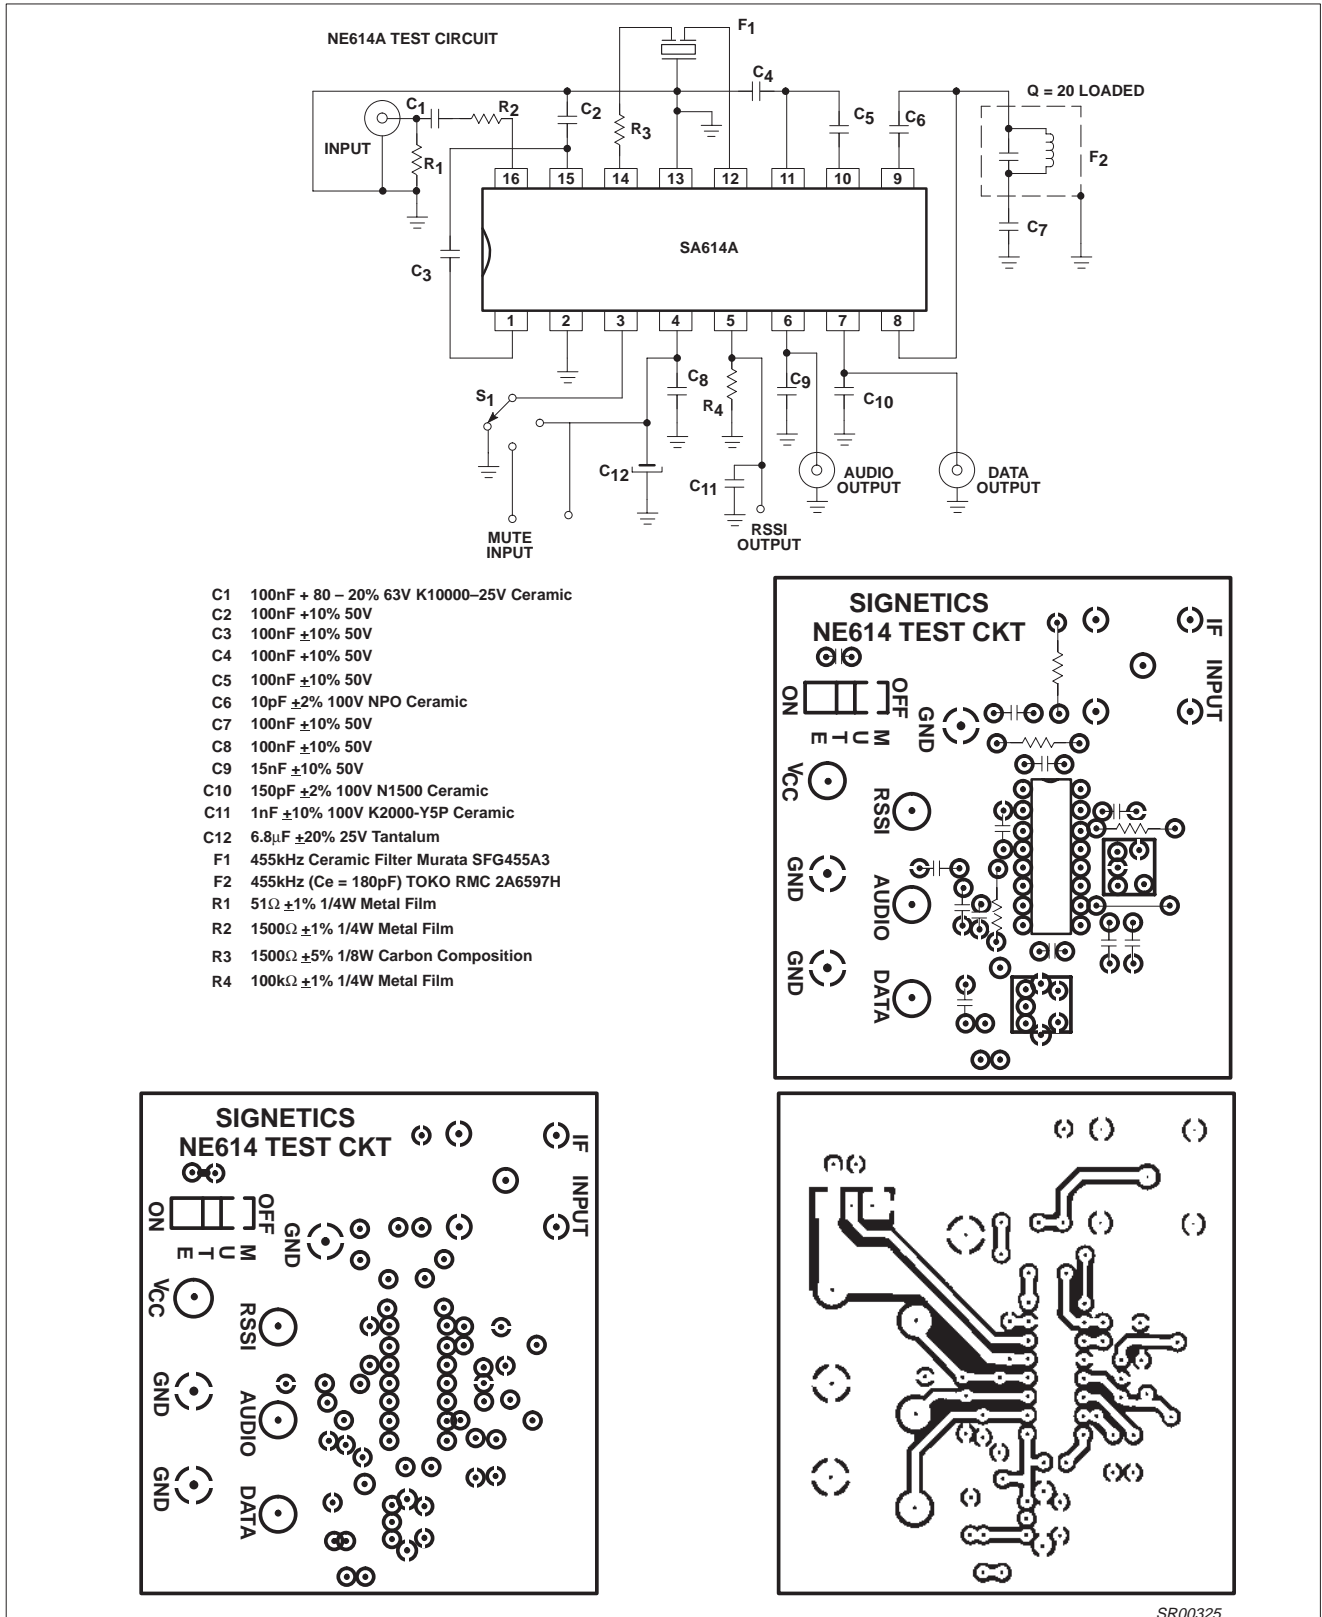 NE614A TEST CIRCUIT
F1
C4
Q = 20 LOADED
C1
R2
C2
R3
C5
C6
F2
INPUT
R1
16 15 14 13 12 11 10 9
C7
SA614A
C3
1 2 3 4 5 6 7 8
S1
C8
R4
C9
C10
C12
C11
AUDIO
OUTPUT
DATA
OUTPUT
MUTE
INPUT
RSSI
OUTPUT
C1 100nF + 80 – 20% 63V K10000–25V Ceramic
C2 100nF +10% 50V
C3 100nF ±10% 50V
C4 100nF +10% 50V
C5 100nF ±10% 50V
C6 10pF ±2% 100V NPO Ceramic
C7 100nF ±10% 50V
C8 100nF ±10% 50V
C9 15nF ±10% 50V
C10 150pF ±2% 100V N1500 Ceramic
C11 1nF ±10% 100V K2000-Y5P Ceramic
C12 6.8μF ±20% 25V Tantalum
F1 455kHz Ceramic Filter Murata SFG455A3
F2 455kHz (Ce = 180pF) TOKO RMC 2A6597H
R1 51Ω ±1% 1/4W Metal Film
R2 1500Ω ±1% 1/4W Metal Film
R3 1500Ω ±5% 1/8W Carbon Composition
R4 100kΩ ±1% 1/4W Metal Film
SIGNETICS
NE614 TEST CKT
IF INPUT
ON
OFF
MUTE
GND
VCC
RSSI
GND
AUDIO
GND
DATA
SIGNETICS
NE614 TEST CKT
IF INPUT
ON
OFF
MUTE
GND
VCC
RSSI
GND
AUDIO
GND
DATA
SR00325